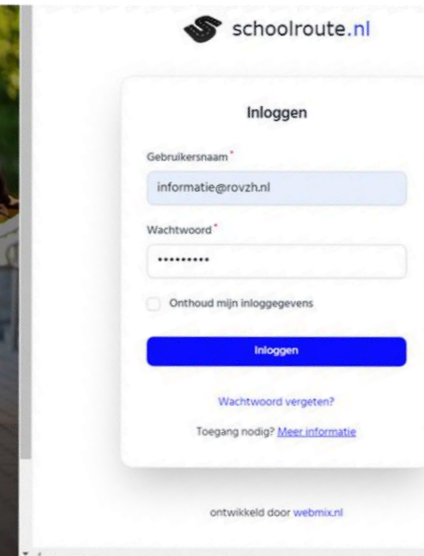 schoolroute.nl
Inloggen
Gebruikersnaam *
informatie@rovzh.nl
Wachtwoord *
•••••••••
Onthoud mijn inloggegevens
Inloggen
Wachtwoord vergeten?
Toegang nodig? Meer informatie
ontwikkeld door webmix.nl